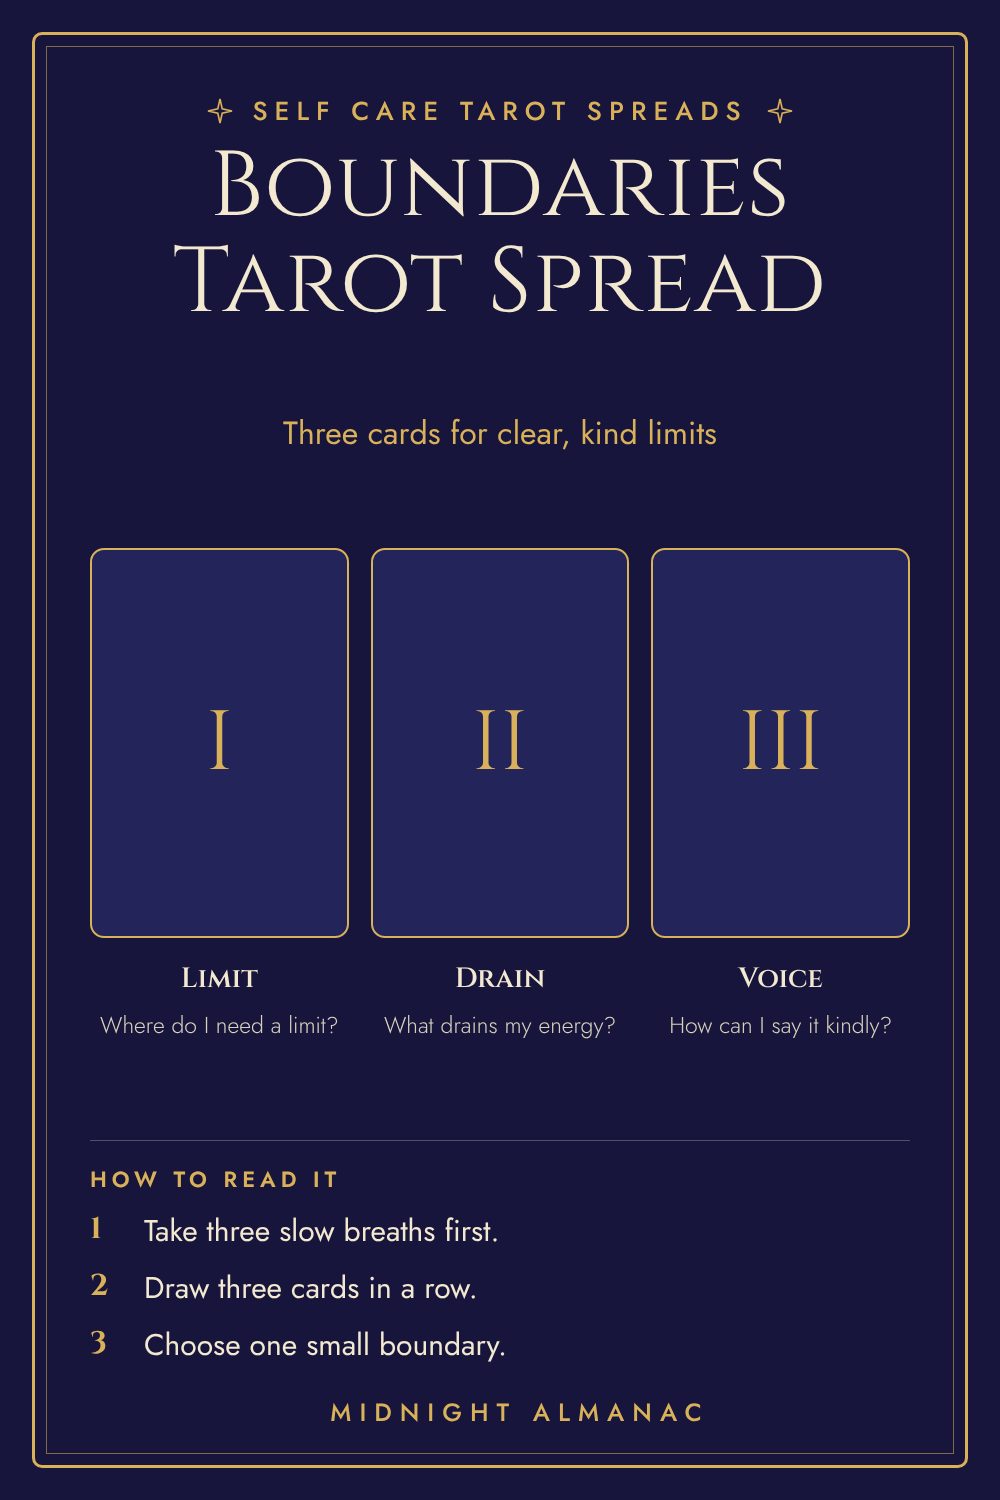 SELF CARE TAROT SPREADS
Boundaries
Tarot Spread
Three cards for clear, kind limits
I
II
III
Limit
Where do I need a limit?
Drain
What drains my energy?
Voice
How can I say it kindly?
HOW TO READ IT
1 Take three slow breaths first.
2 Draw three cards in a row.
3 Choose one small boundary.
MIDNIGHT ALMANAC